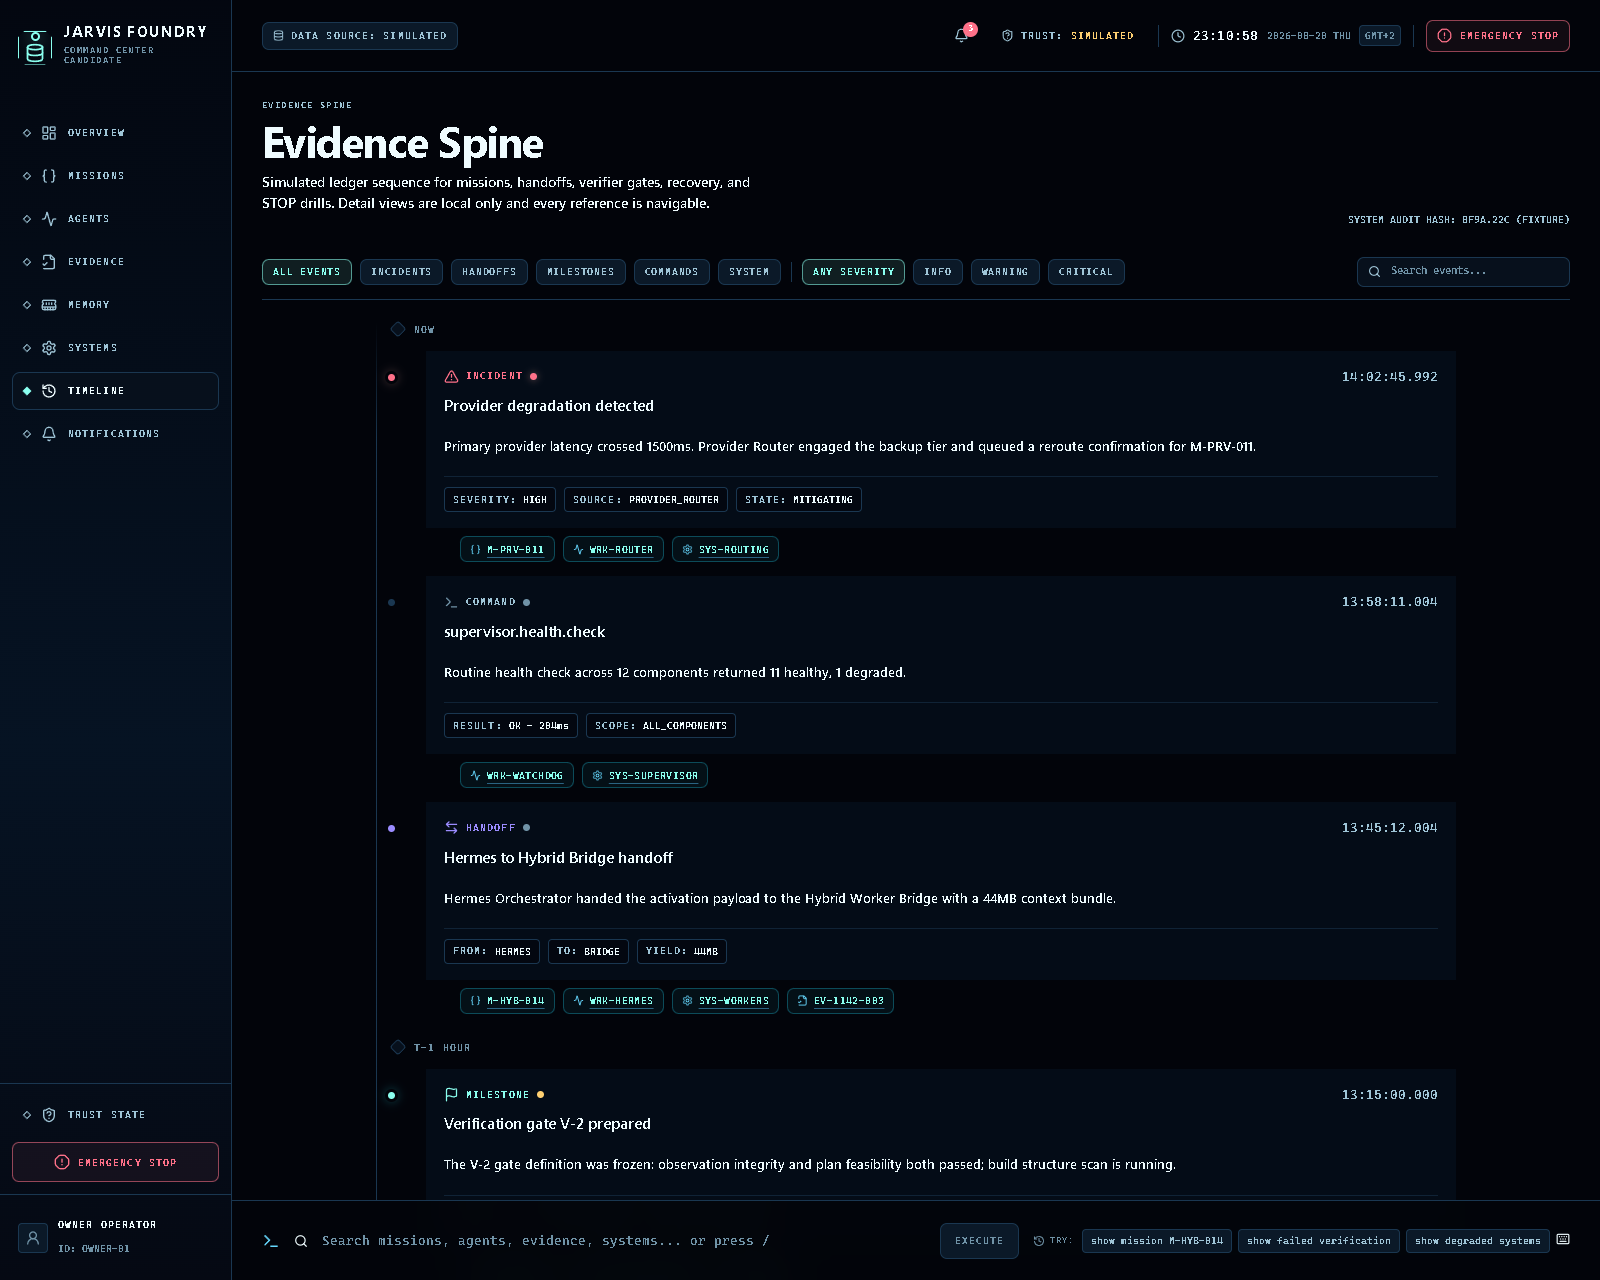 JARVIS FOUNDRY
COMMAND CENTER
CANDIDATE
OVERVIEW
MISSIONS
AGENTS
EVIDENCE
MEMORY
SYSTEMS
TIMELINE
NOTIFICATIONS
TRUST STATE
EMERGENCY STOP
OWNER OPERATOR
ID: OWNER-01
DATA SOURCE: SIMULATED
3
TRUST: SIMULATED
23:10:58 2026-08-20 THU GMT+2
EMERGENCY STOP
EVIDENCE SPINE
Evidence Spine
Simulated ledger sequence for missions, handoffs, verifier gates, recovery, and
STOP drills. Detail views are local only and every reference is navigable.
SYSTEM AUDIT HASH: 8F9A.22C (FIXTURE)
ALL EVENTS INCIDENTS HANDOFFS MILESTONES COMMANDS SYSTEM ANY SEVERITY INFO WARNING CRITICAL Search events...
NOW
INCIDENT 14:02:45.992
Provider degradation detected
Primary provider latency crossed 1500ms. Provider Router engaged the backup tier and queued a reroute confirmation for M-PRV-011.
SEVERITY: HIGH SOURCE: PROVIDER_ROUTER STATE: MITIGATING
M-PRV-011 WRK-ROUTER SYS-ROUTING
COMMAND 13:58:11.004
supervisor.health.check
Routine health check across 12 components returned 11 healthy, 1 degraded.
RESULT: OK - 204ms SCOPE: ALL_COMPONENTS
WRK-WATCHDOG SYS-SUPERVISOR
HANDOFF 13:45:12.004
Hermes to Hybrid Bridge handoff
Hermes Orchestrator handed the activation payload to the Hybrid Worker Bridge with a 44MB context bundle.
FROM: HERMES TO: BRIDGE YIELD: 44MB
M-HYB-014 WRK-HERMES SYS-WORKERS EV-1142-003
T-1 HOUR
MILESTONE 13:15:00.000
Verification gate V-2 prepared
The V-2 gate definition was frozen: observation integrity and plan feasibility both passed; build structure scan is running.
Search missions, agents, evidence, systems... or press /
EXECUTE
TRY: show mission M-HYB-014 show failed verification show degraded systems